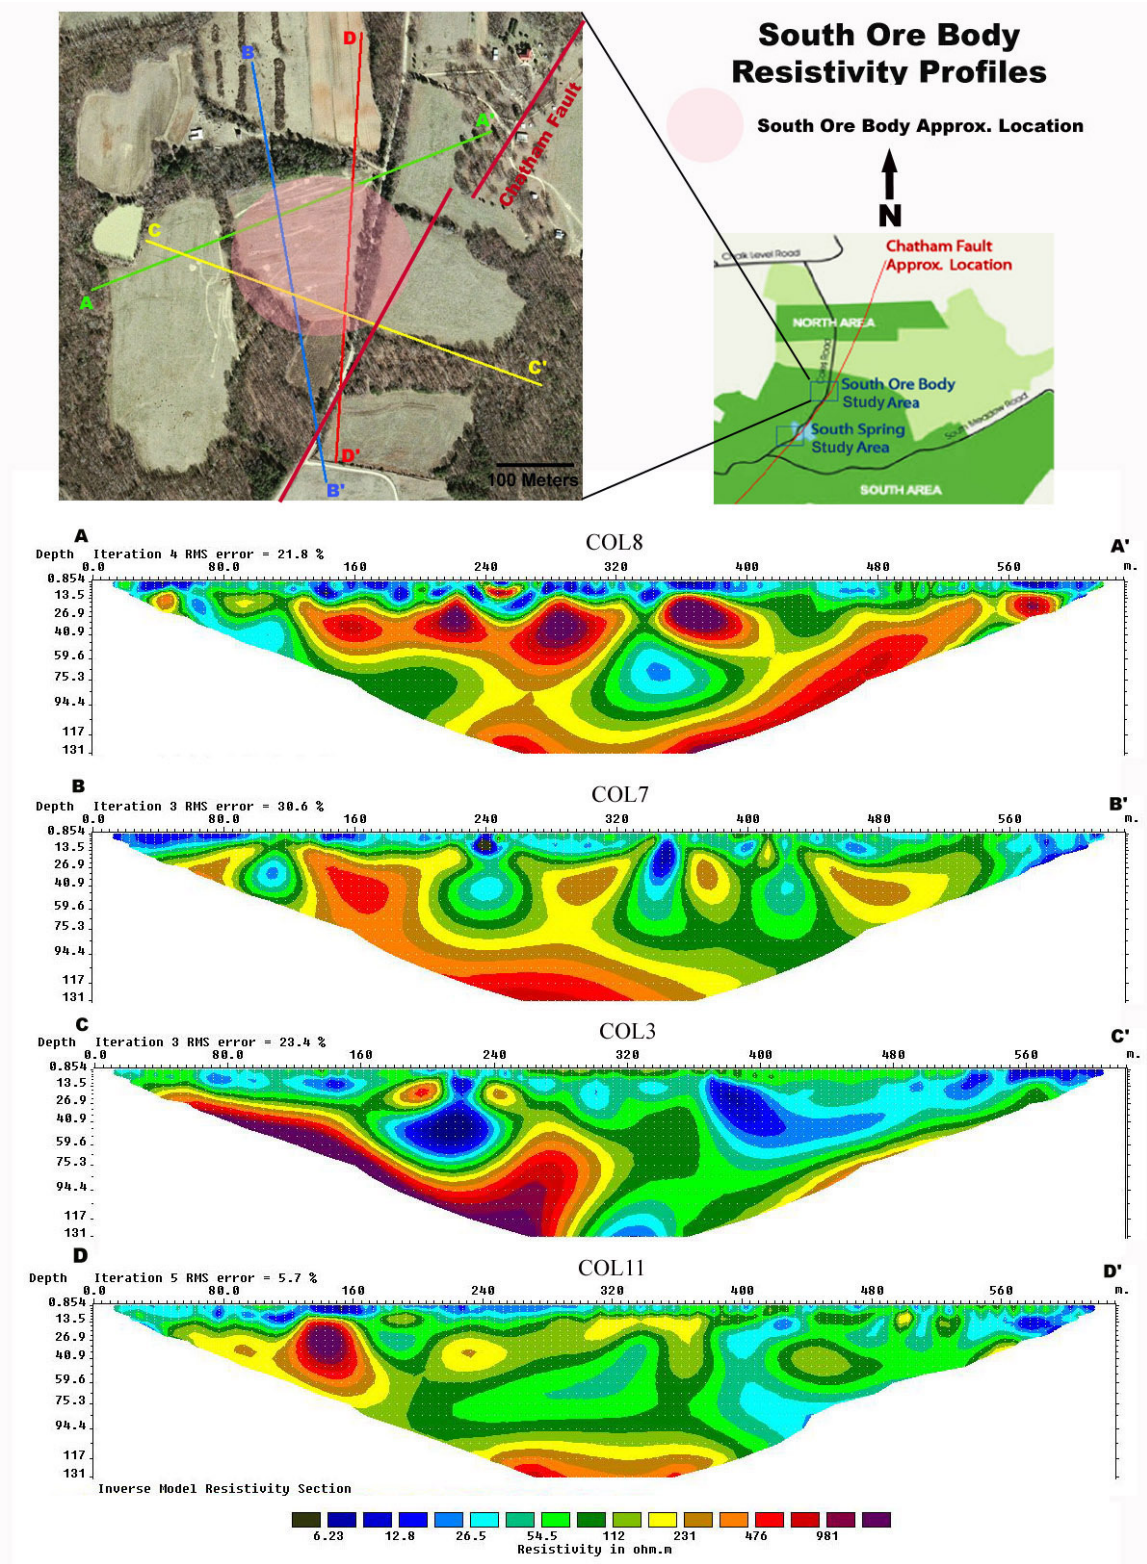 South Ore Body
Resistivity Profiles
South Ore Body Approx. Location
N
B
D
A'
Chatham Fault
C
A
C'
D'
B'
100 Meters
Chatham Fault
Approx. Location
Chalk Level Road
NORTH AREA
Coles Road
South Ore Body
Study Area
South Meadow Road
South Spring
Study Area
SOUTH AREA
A
COL8
A'
Depth Iteration 4 RMS error = 21.8 %
0.0 80.0 160 240 320 400 480 560 m.
0.854
13.5
26.9
40.9
59.6
75.3
94.4
117
131
B
COL7
B'
Depth Iteration 3 RMS error = 30.6 %
0.0 80.0 160 240 320 400 480 560 m.
0.854
13.5
26.9
40.9
59.6
75.3
94.4
117
131
C
COL3
C'
Depth Iteration 3 RMS error = 23.4 %
0.0 80.0 160 240 320 400 480 560 m.
0.854
13.5
26.9
40.9
59.6
75.3
94.4
117
131
D
COL11
D'
Depth Iteration 5 RMS error = 5.7 %
0.0 80.0 160 240 320 400 480 560 m.
0.854
13.5
26.9
40.9
59.6
75.3
94.4
117
131
Inverse Model Resistivity Section
6.23 12.8 26.5 54.5 112 231 476 981
Resistivity in ohm.m